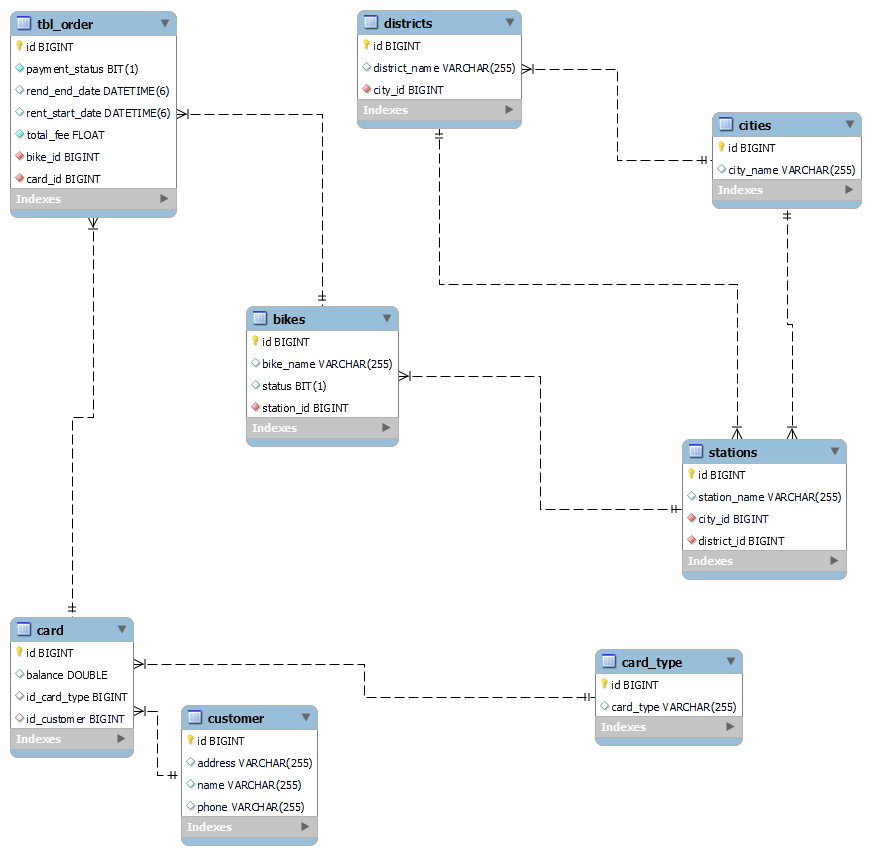 tbl_order
id BIGINT
payment_status BIT(1)
rend_end_date DATETIME(6)
rent_start_date DATETIME(6)
total_fee FLOAT
bike_id BIGINT
card_id BIGINT
Indexes
districts
id BIGINT
district_name VARCHAR(255)
city_id BIGINT
Indexes
cities
id BIGINT
city_name VARCHAR(255)
Indexes
bikes
id BIGINT
bike_name VARCHAR(255)
status BIT(1)
station_id BIGINT
Indexes
stations
id BIGINT
station_name VARCHAR(255)
city_id BIGINT
district_id BIGINT
Indexes
card
id BIGINT
balance DOUBLE
id_card_type BIGINT
id_customer BIGINT
Indexes
customer
id BIGINT
address VARCHAR(255)
name VARCHAR(255)
phone VARCHAR(255)
Indexes
card_type
id BIGINT
card_type VARCHAR(255)
Indexes